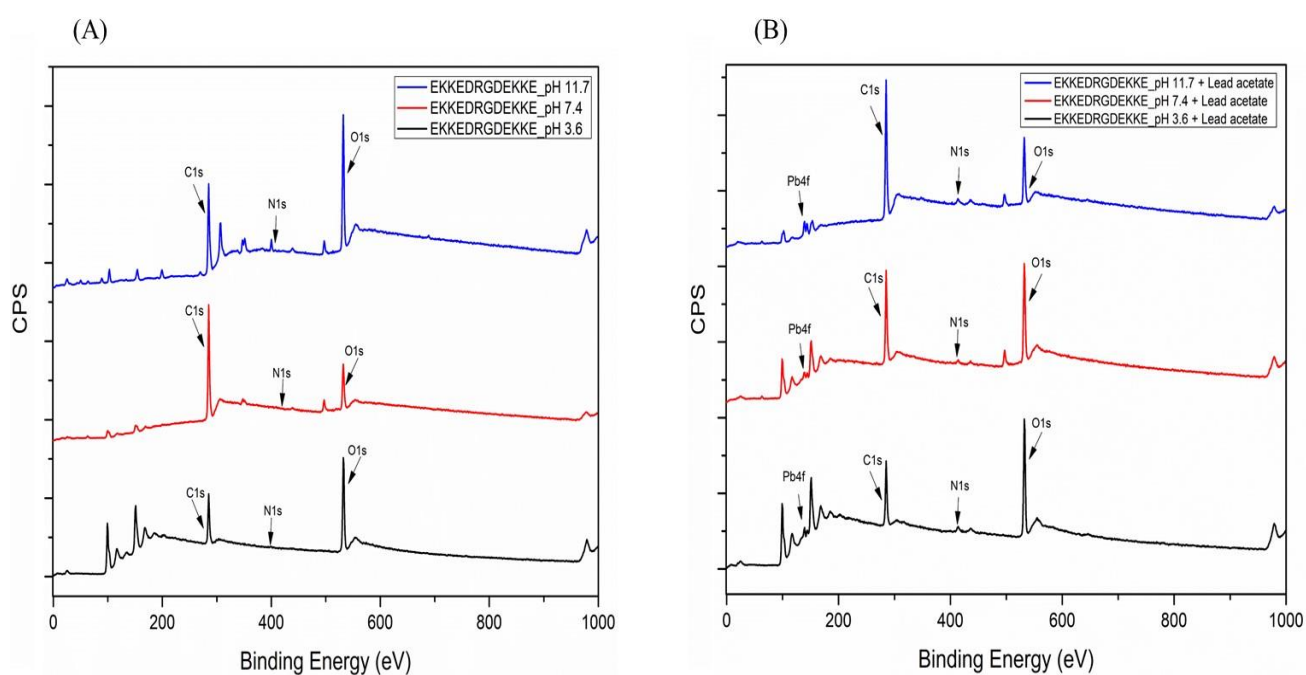 (A)
EKKEDRGDEKKE_pH 11.7
EKKEDRGDEKKE_pH 7.4
EKKEDRGDEKKE_pH 3.6
C1s
N1s
O1s
C1s
N1s
O1s
C1s
N1s
O1s
CPS
0
200
400
600
800
1000
Binding Energy (eV)
(B)
EKKEDRGDEKKE_pH 11.7 + Lead acetate
EKKEDRGDEKKE_pH 7.4 + Lead acetate
EKKEDRGDEKKE_pH 3.6 + Lead acetate
Pb4f
C1s
N1s
O1s
Pb4f
C1s
N1s
O1s
Pb4f
C1s
N1s
O1s
CPS
0
200
400
600
800
1000
Binding Energy (eV)